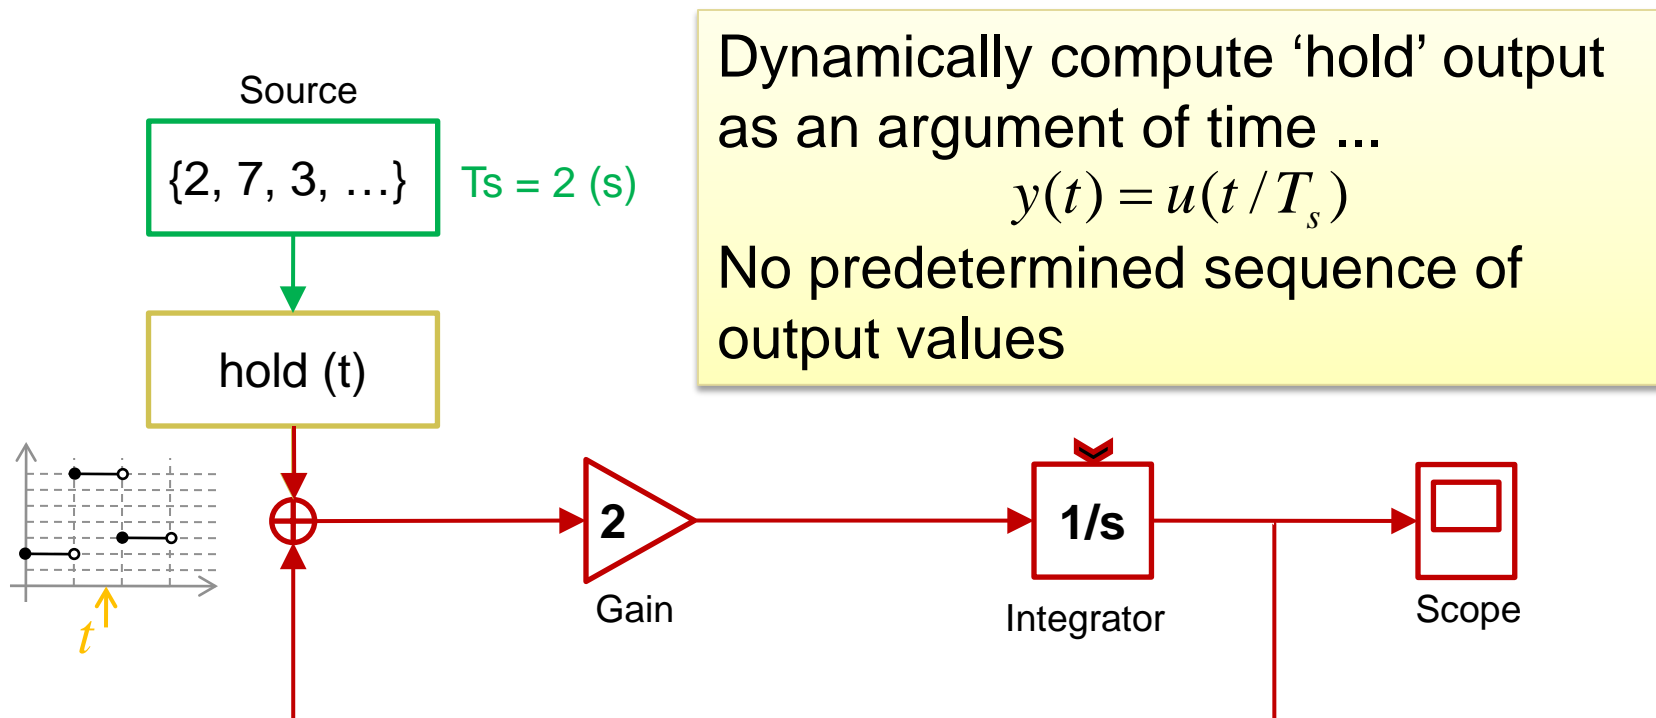 Dynamically compute ‘hold’ output
as an argument of time ...
y(t) = u(t / Tₛ)
No predetermined sequence of
output values
Source
{2, 7, 3, …}
Ts = 2 (s)
hold (t)
t
2
Gain
1/s
Integrator
Scope